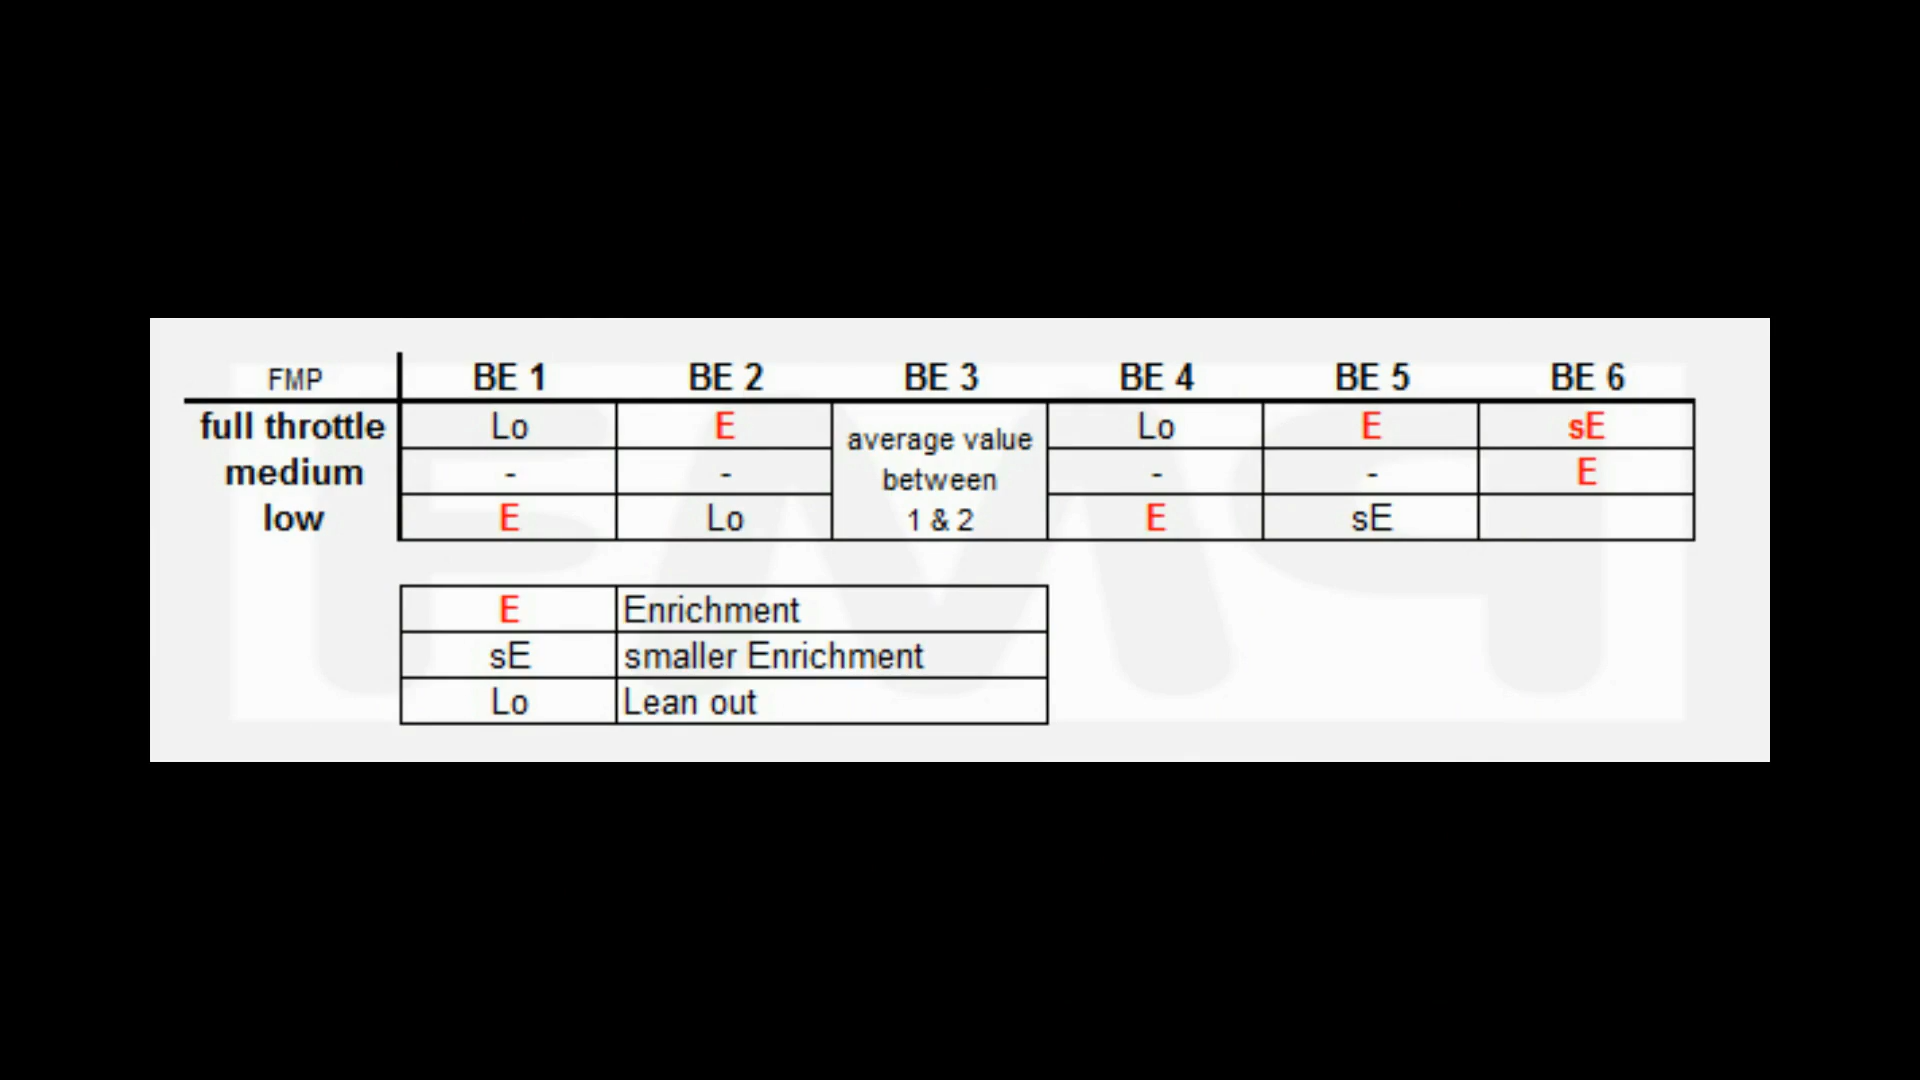 FMP BE 1 BE 2 BE 3 BE 4 BE 5 BE 6
full throttle Lo E average value between 1 & 2 Lo E sE
medium - - - - E
low E Lo E sE
E Enrichment
sE smaller Enrichment
Lo Lean out